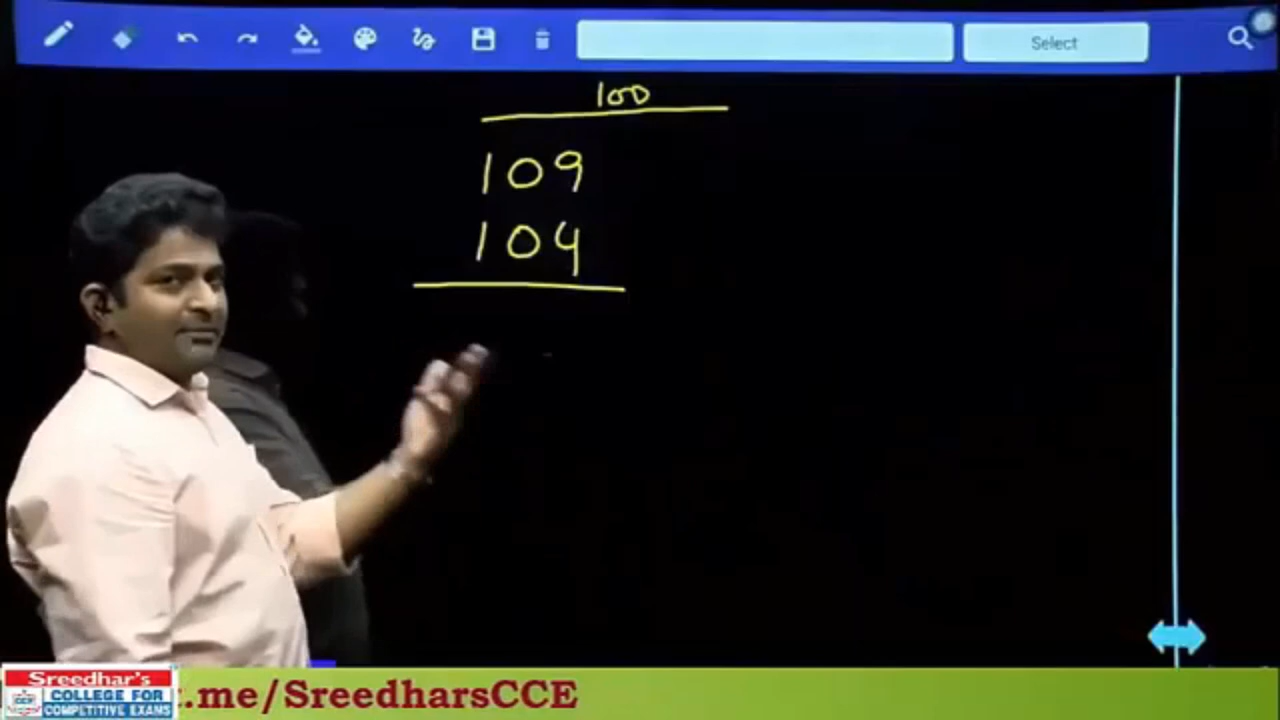 Select
100
109
104
Sreedhar's
COLLEGE FOR
COMPETITIVE EXAMS
.me/SreedharsCCE